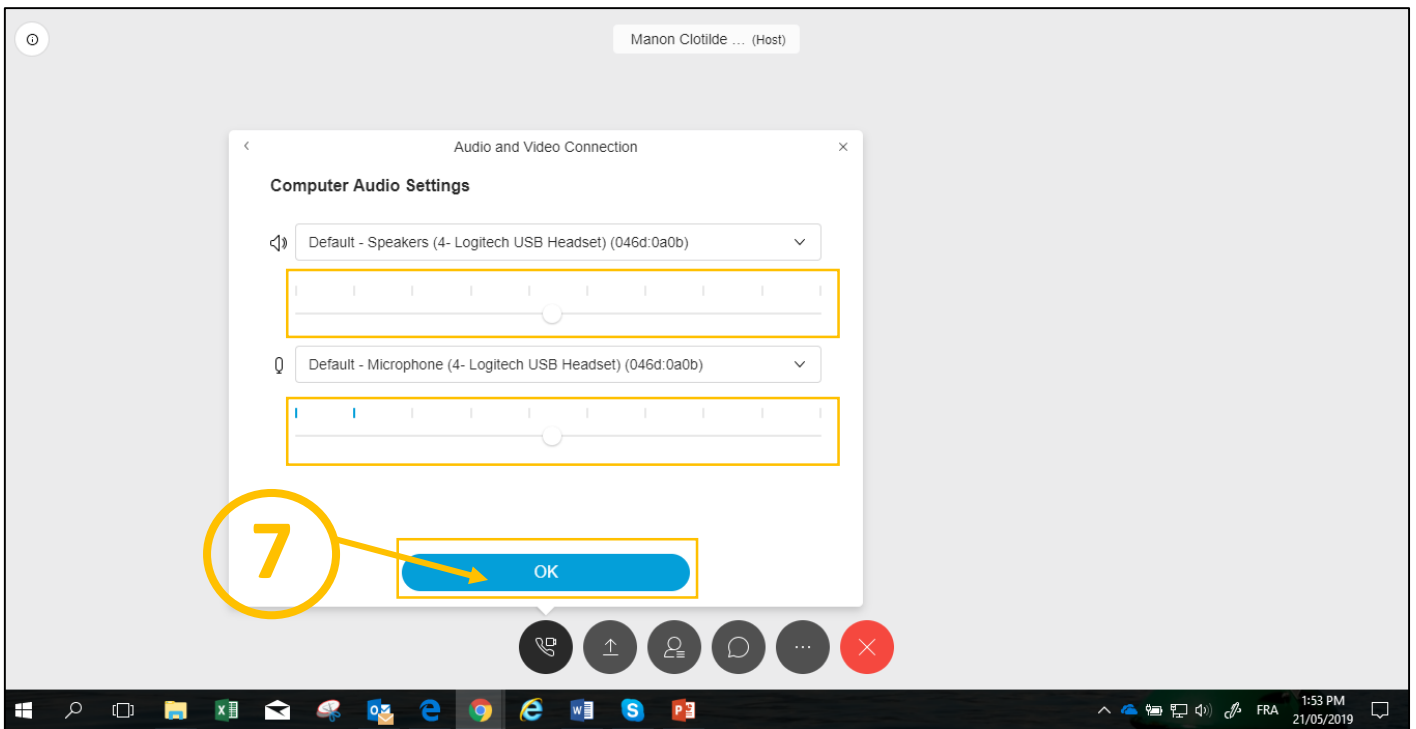 Manon Clotilde ... (Host)
Audio and Video Connection
Computer Audio Settings
Default - Speakers (4- Logitech USB Headset) (046d:0a0b)
Default - Microphone (4- Logitech USB Headset) (046d:0a0b)
7
OK
FRA
1:53 PM
21/05/2019